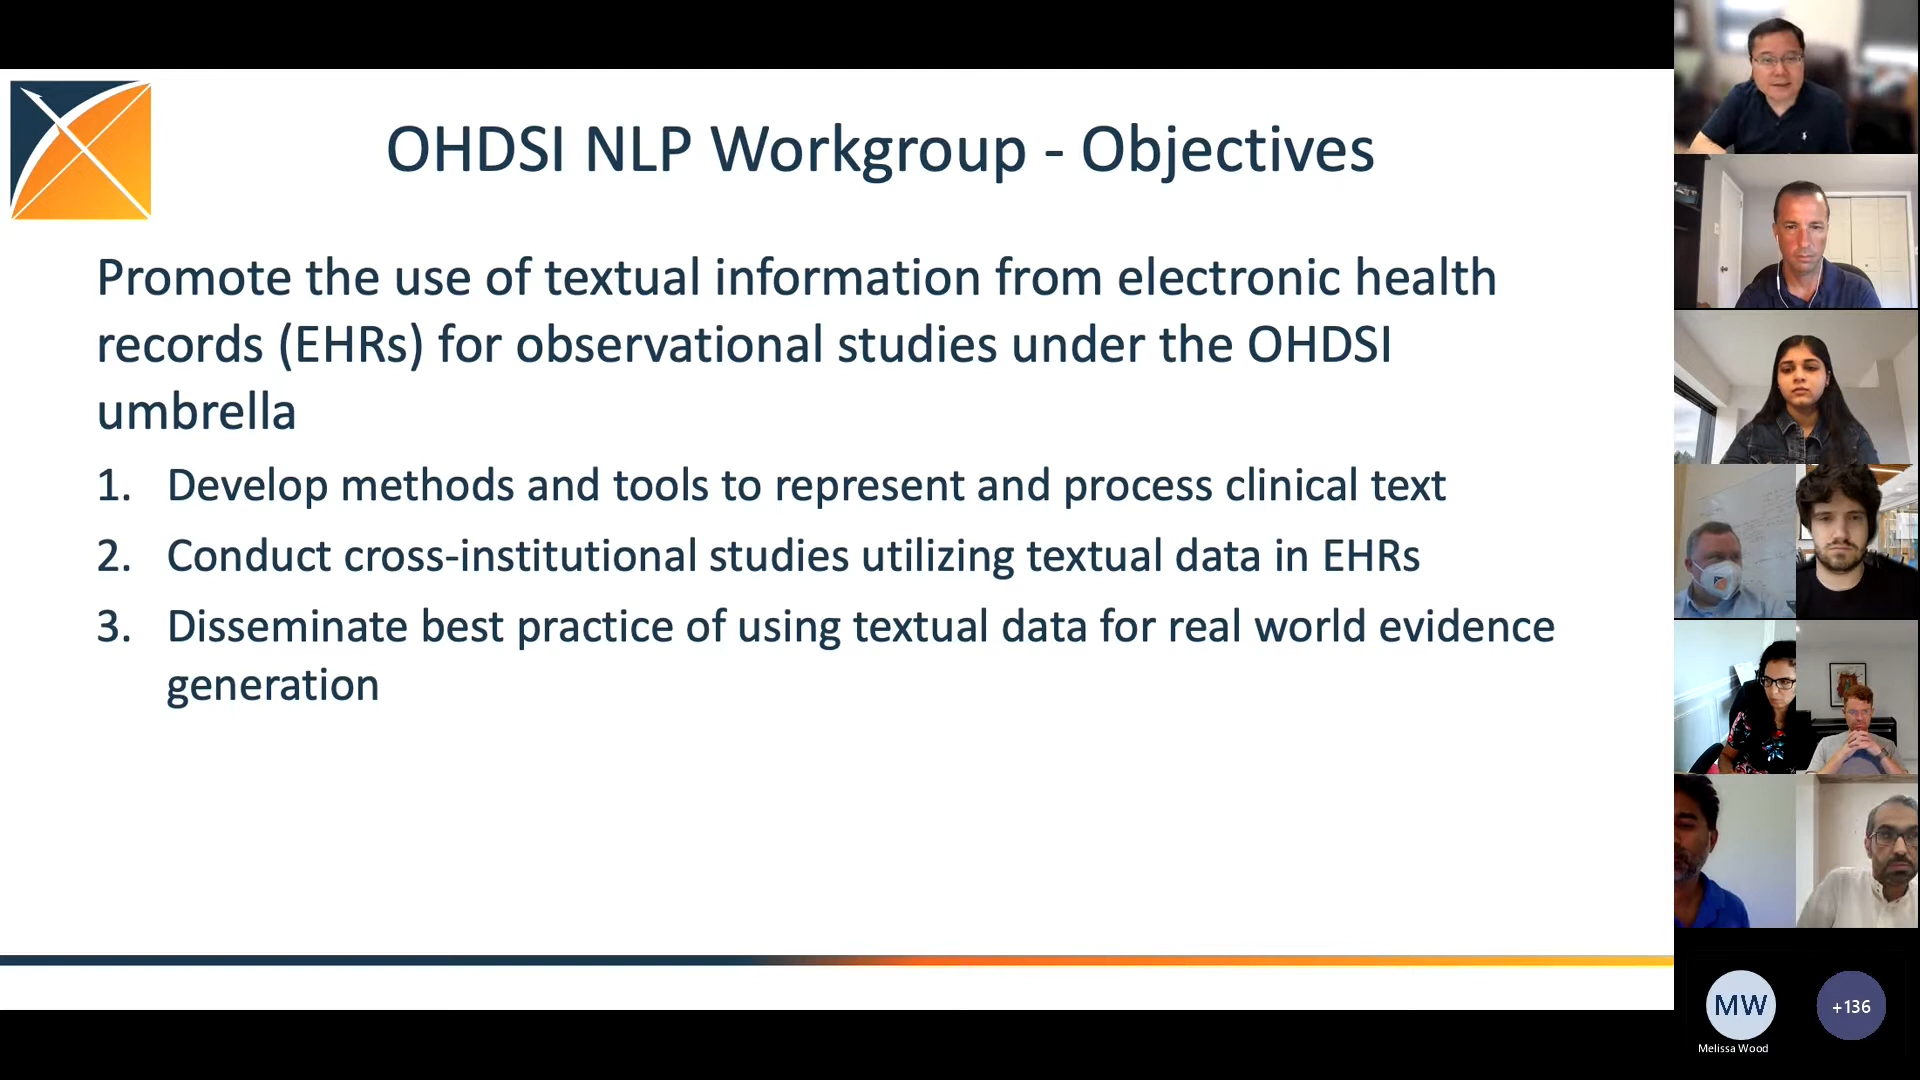 OHDSI NLP Workgroup - Objectives
Promote the use of textual information from electronic health
records (EHRs) for observational studies under the OHDSI
umbrella
1. Develop methods and tools to represent and process clinical text
2. Conduct cross-institutional studies utilizing textual data in EHRs
3. Disseminate best practice of using textual data for real world evidence
generation
MW
+136
Melissa Wood